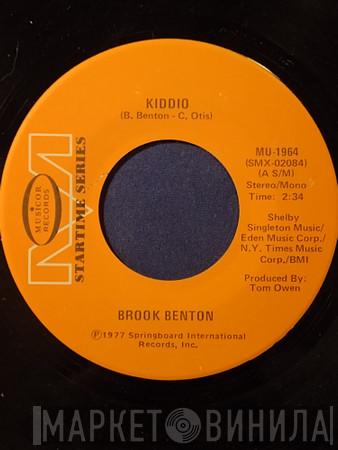 KIDDIO
(B. Benton - C. Otis)
MUSICOR
RECORDS
STARTIME SERIES
MU-1964
(SMX-02084)
(A S/M)
Stereo/Mono
Time: 2:34
Shelby
Singleton Music/
Eden Music Corp./
N.Y. Times Music
Corp./BMI
Produced By:
Tom Owen
BROOK BENTON
℗1977 Springboard International
Records, Inc.
МАРКЕТ ВИНИЛА